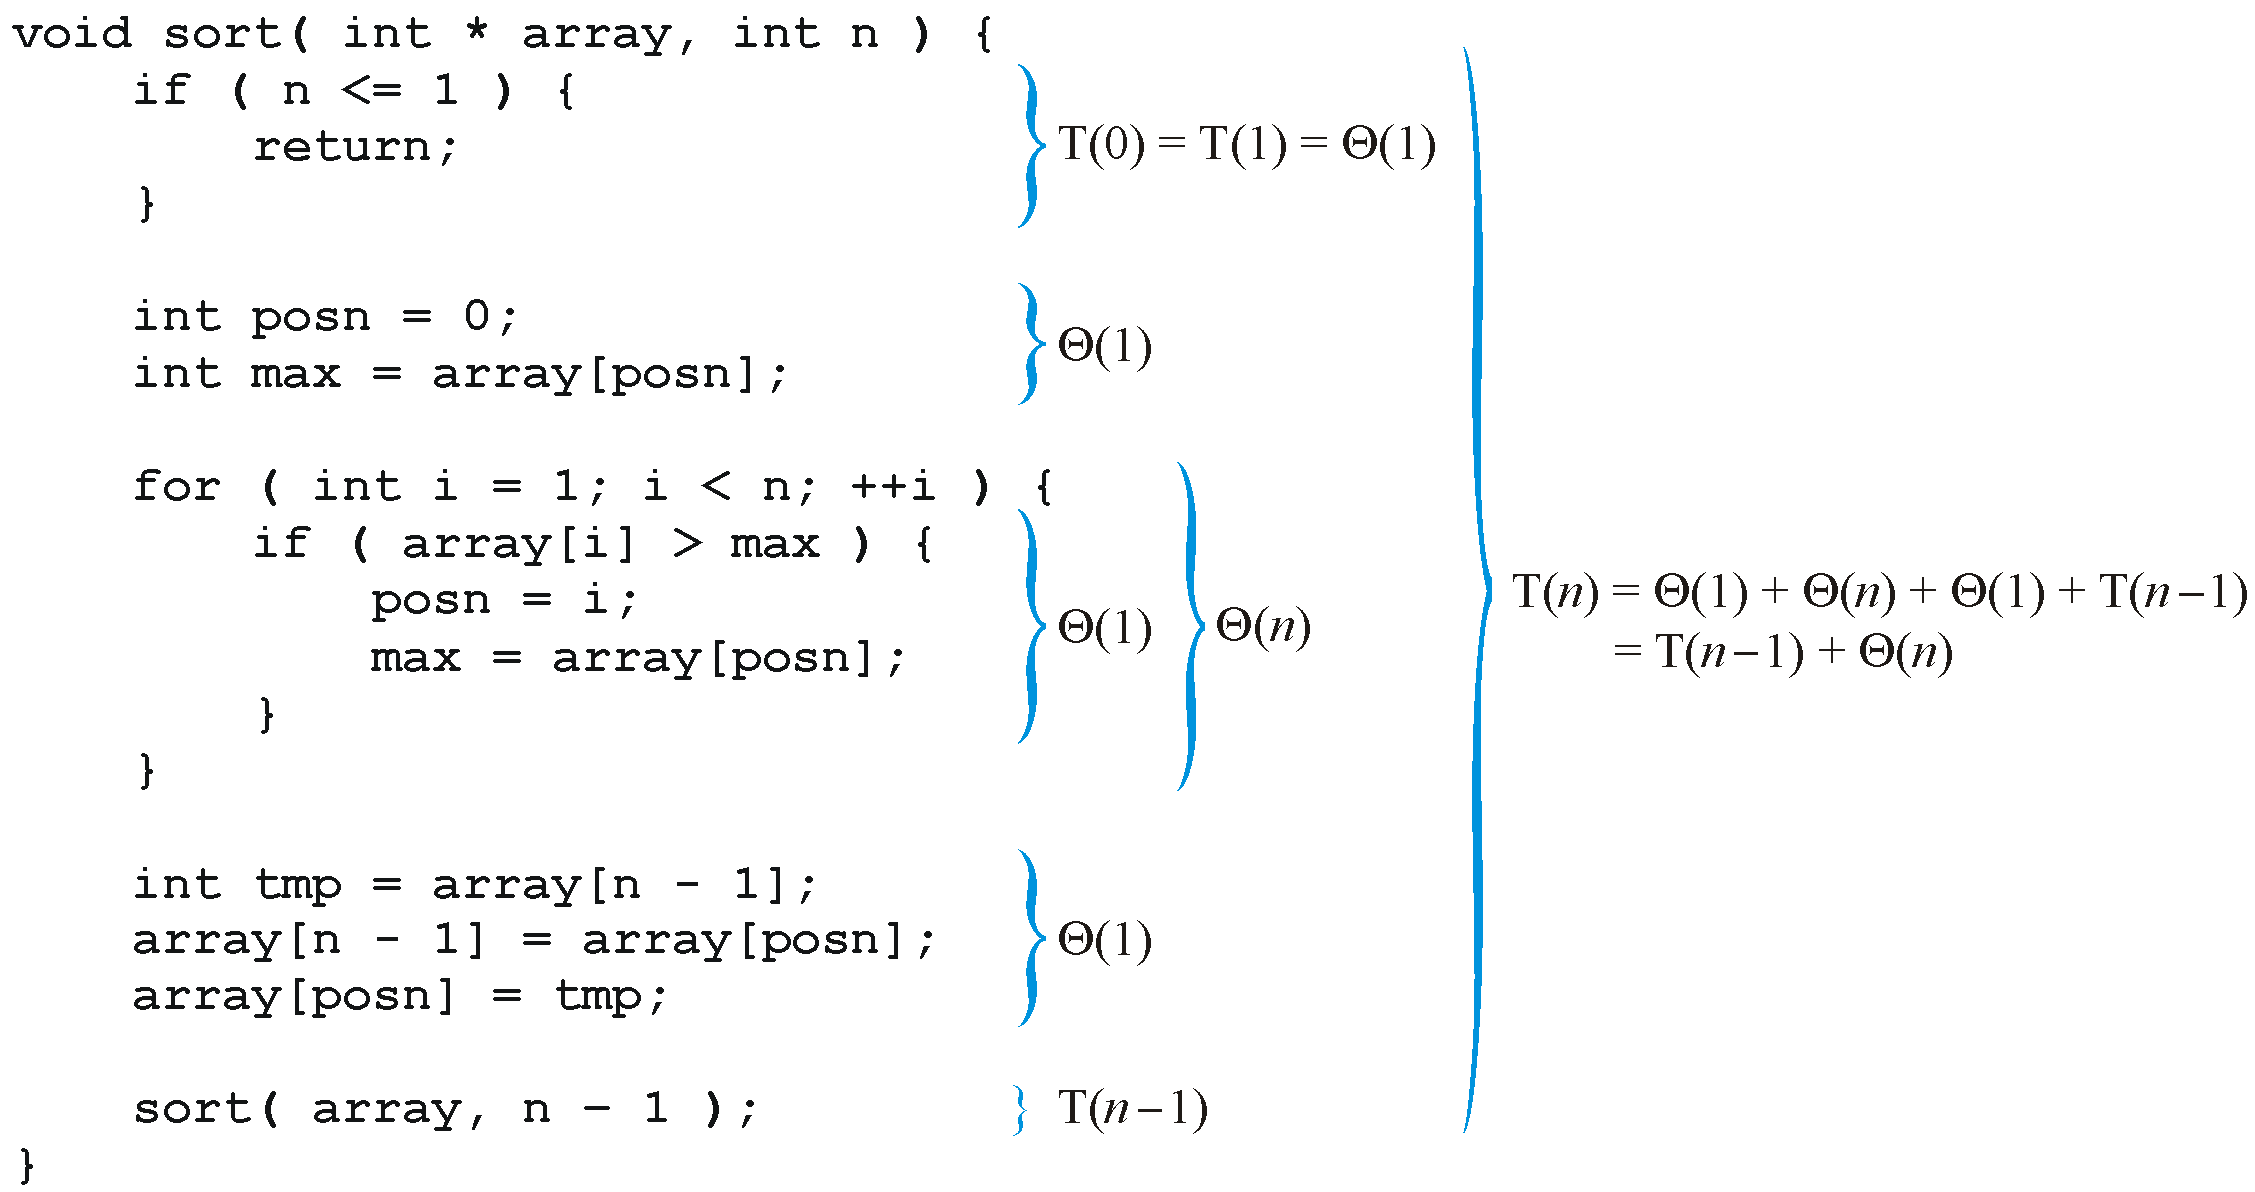 void sort( int * array, int n ) {
    if ( n <= 1 ) {
        return;
    }
T(0) = T(1) = Θ(1)
    int posn = 0;
    int max = array[posn];
Θ(1)
    for ( int i = 1; i < n; ++i ) {
        if ( array[i] > max ) {
            posn = i;
            max = array[posn];
        }
    }
Θ(1)
Θ(n)
    int tmp = array[n - 1];
    array[n - 1] = array[posn];
    array[posn] = tmp;
Θ(1)
    sort( array, n – 1 );
T(n–1)
}
T(n) = Θ(1) + Θ(n) + Θ(1) + T(n–1)
= T(n–1) + Θ(n)